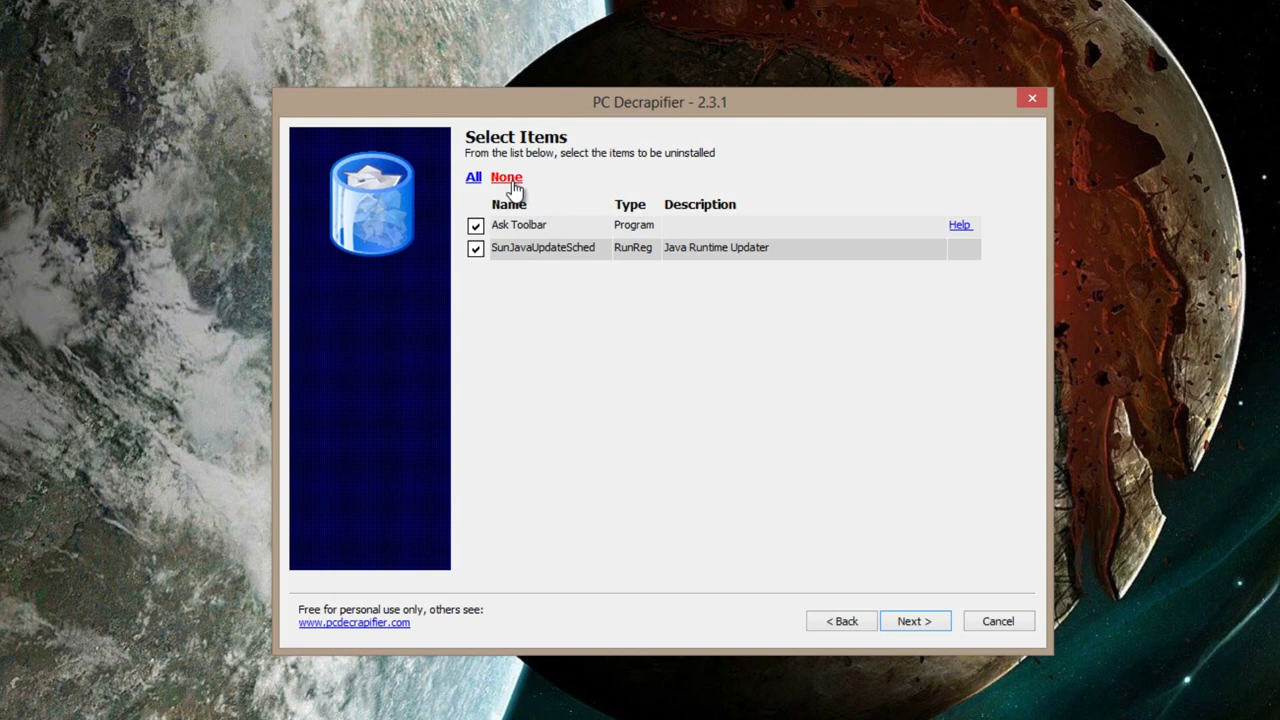 PC Decrapifier - 2.3.1
Select Items
From the list below, select the items to be uninstalled
All None
Name Type Description
Ask Toolbar Program Help
SunJavaUpdateSched RunReg Java Runtime Updater
Free for personal use only, others see:
www.pcdecrapifier.com
< Back Next > Cancel